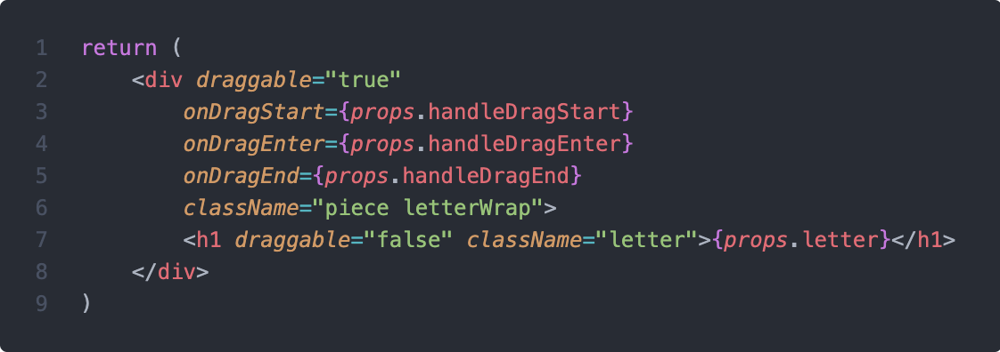 1 return (
2     <div draggable="true"
3         onDragStart={props.handleDragStart}
4         onDragEnter={props.handleDragEnter}
5         onDragEnd={props.handleDragEnd}
6         className="piece letterWrap">
7         <h1 draggable="false" className="letter">{props.letter}</h1>
8     </div>
9 )